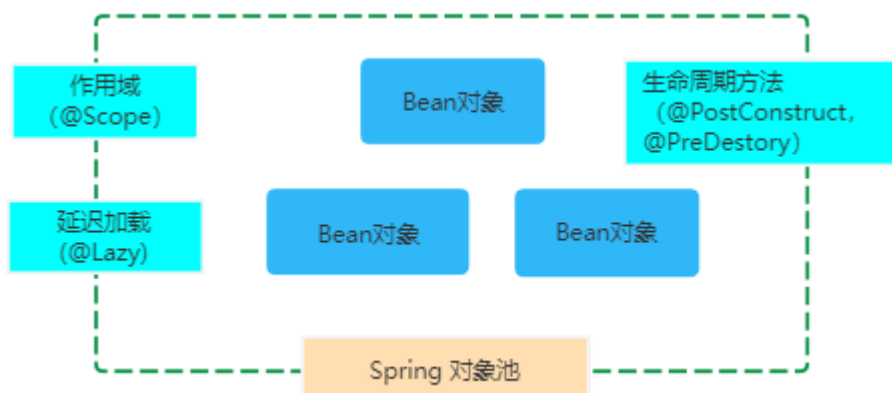 作用域
（@Scope）
Bean对象
生命周期方法
（@PostConstruct，
@PreDestory）
延迟加载
（@Lazy)
Bean对象
Bean对象
Spring 对象池